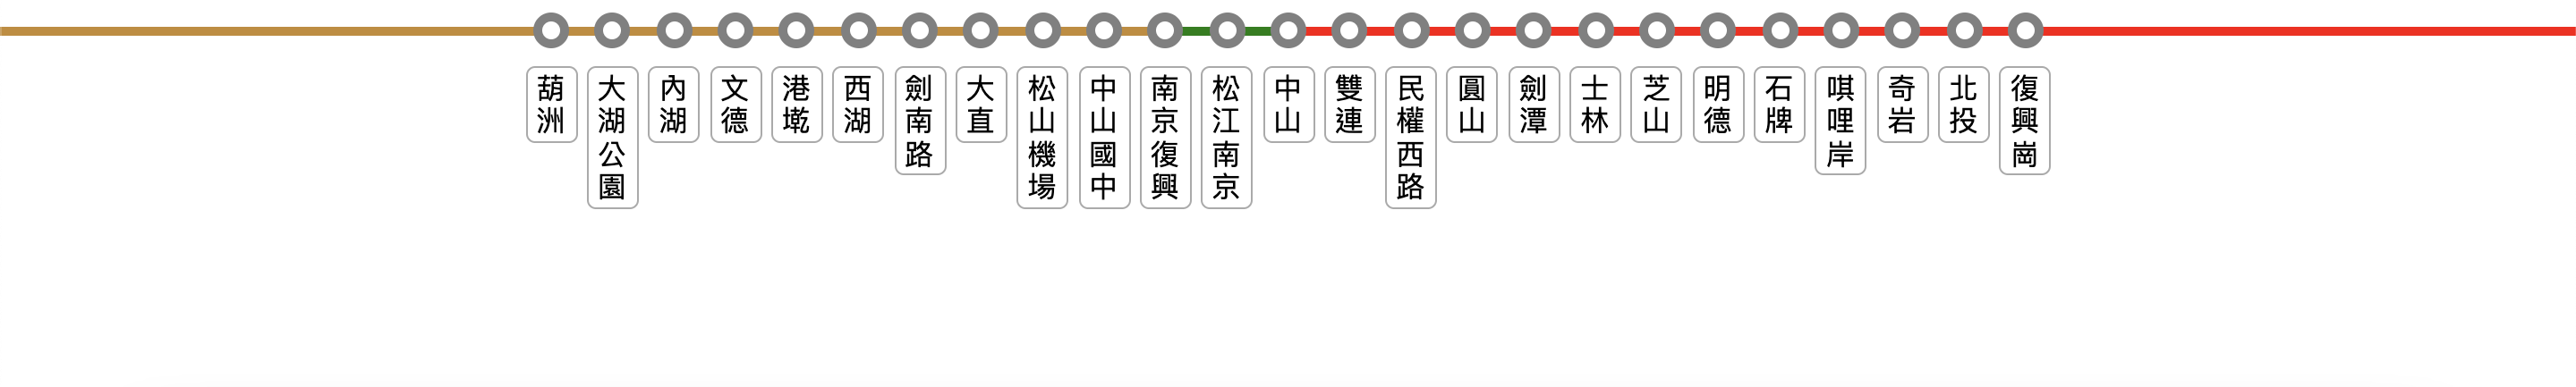 葫洲
大湖公園
內湖
文德
港墘
西湖
劍南路
大直
松山機場
中山國中
南京復興
松江南京
中山
雙連
民權西路
圓山
劍潭
士林
芝山
明德
石牌
唭哩岸
奇岩
北投
復興崗